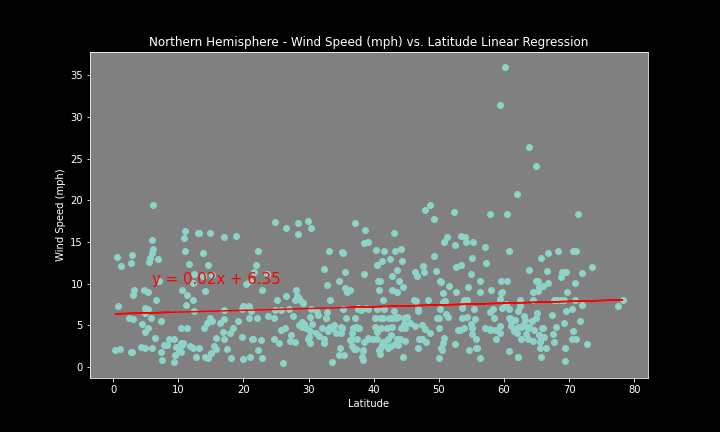 Northern Hemisphere - Wind Speed (mph) vs. Latitude Linear Regression
35
30
25
20
15
10
5
0
Wind Speed (mph)
y = 0.02x + 6.35
0 10 20 30 40 50 60 70 80
Latitude